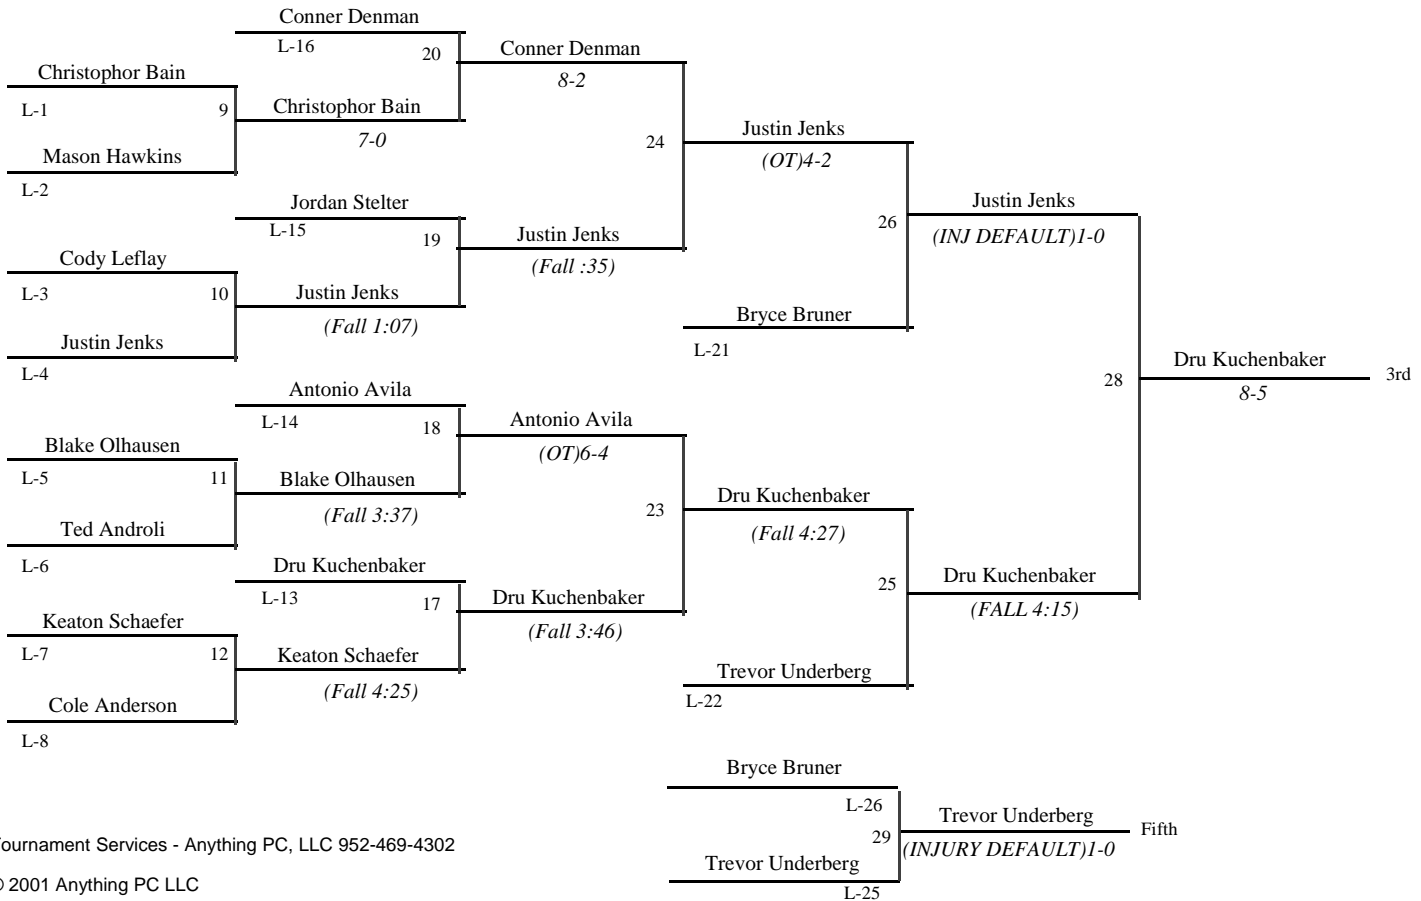 Conner Denman
L-16
20
Conner Denman
8-2
Christophor Bain
L-1
9
Christophor Bain
7-0
Mason Hawkins
L-2
24
Justin Jenks
(OT)4-2
Jordan Stelter
L-15
19
Justin Jenks
(Fall :35)
26
Justin Jenks
(INJ DEFAULT)1-0
Cody Leflay
L-3
10
Justin Jenks
(Fall 1:07)
Justin Jenks
L-4
Bryce Bruner
L-21
28
Dru Kuchenbaker
8-5
3rd
Antonio Avila
L-14
18
Antonio Avila
(OT)6-4
Blake Olhausen
L-5
11
Blake Olhausen
(Fall 3:37)
Ted Androli
L-6
23
Dru Kuchenbaker
(Fall 4:27)
Dru Kuchenbaker
L-13
17
Dru Kuchenbaker
(Fall 3:46)
25
Dru Kuchenbaker
(FALL 4:15)
Keaton Schaefer
L-7
12
Keaton Schaefer
(Fall 4:25)
Cole Anderson
L-8
Trevor Underberg
L-22
Bryce Bruner
L-26
29
Trevor Underberg
(INJURY DEFAULT)1-0
Fifth
Trevor Underberg
L-25
Tournament Services - Anything PC, LLC 952-469-4302
© 2001 Anything PC LLC